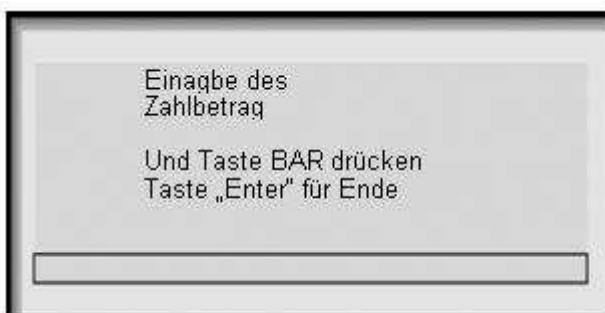 Einagbe des
Zahlbetrag
Und Taste BAR drücken
Taste „Enter" für Ende